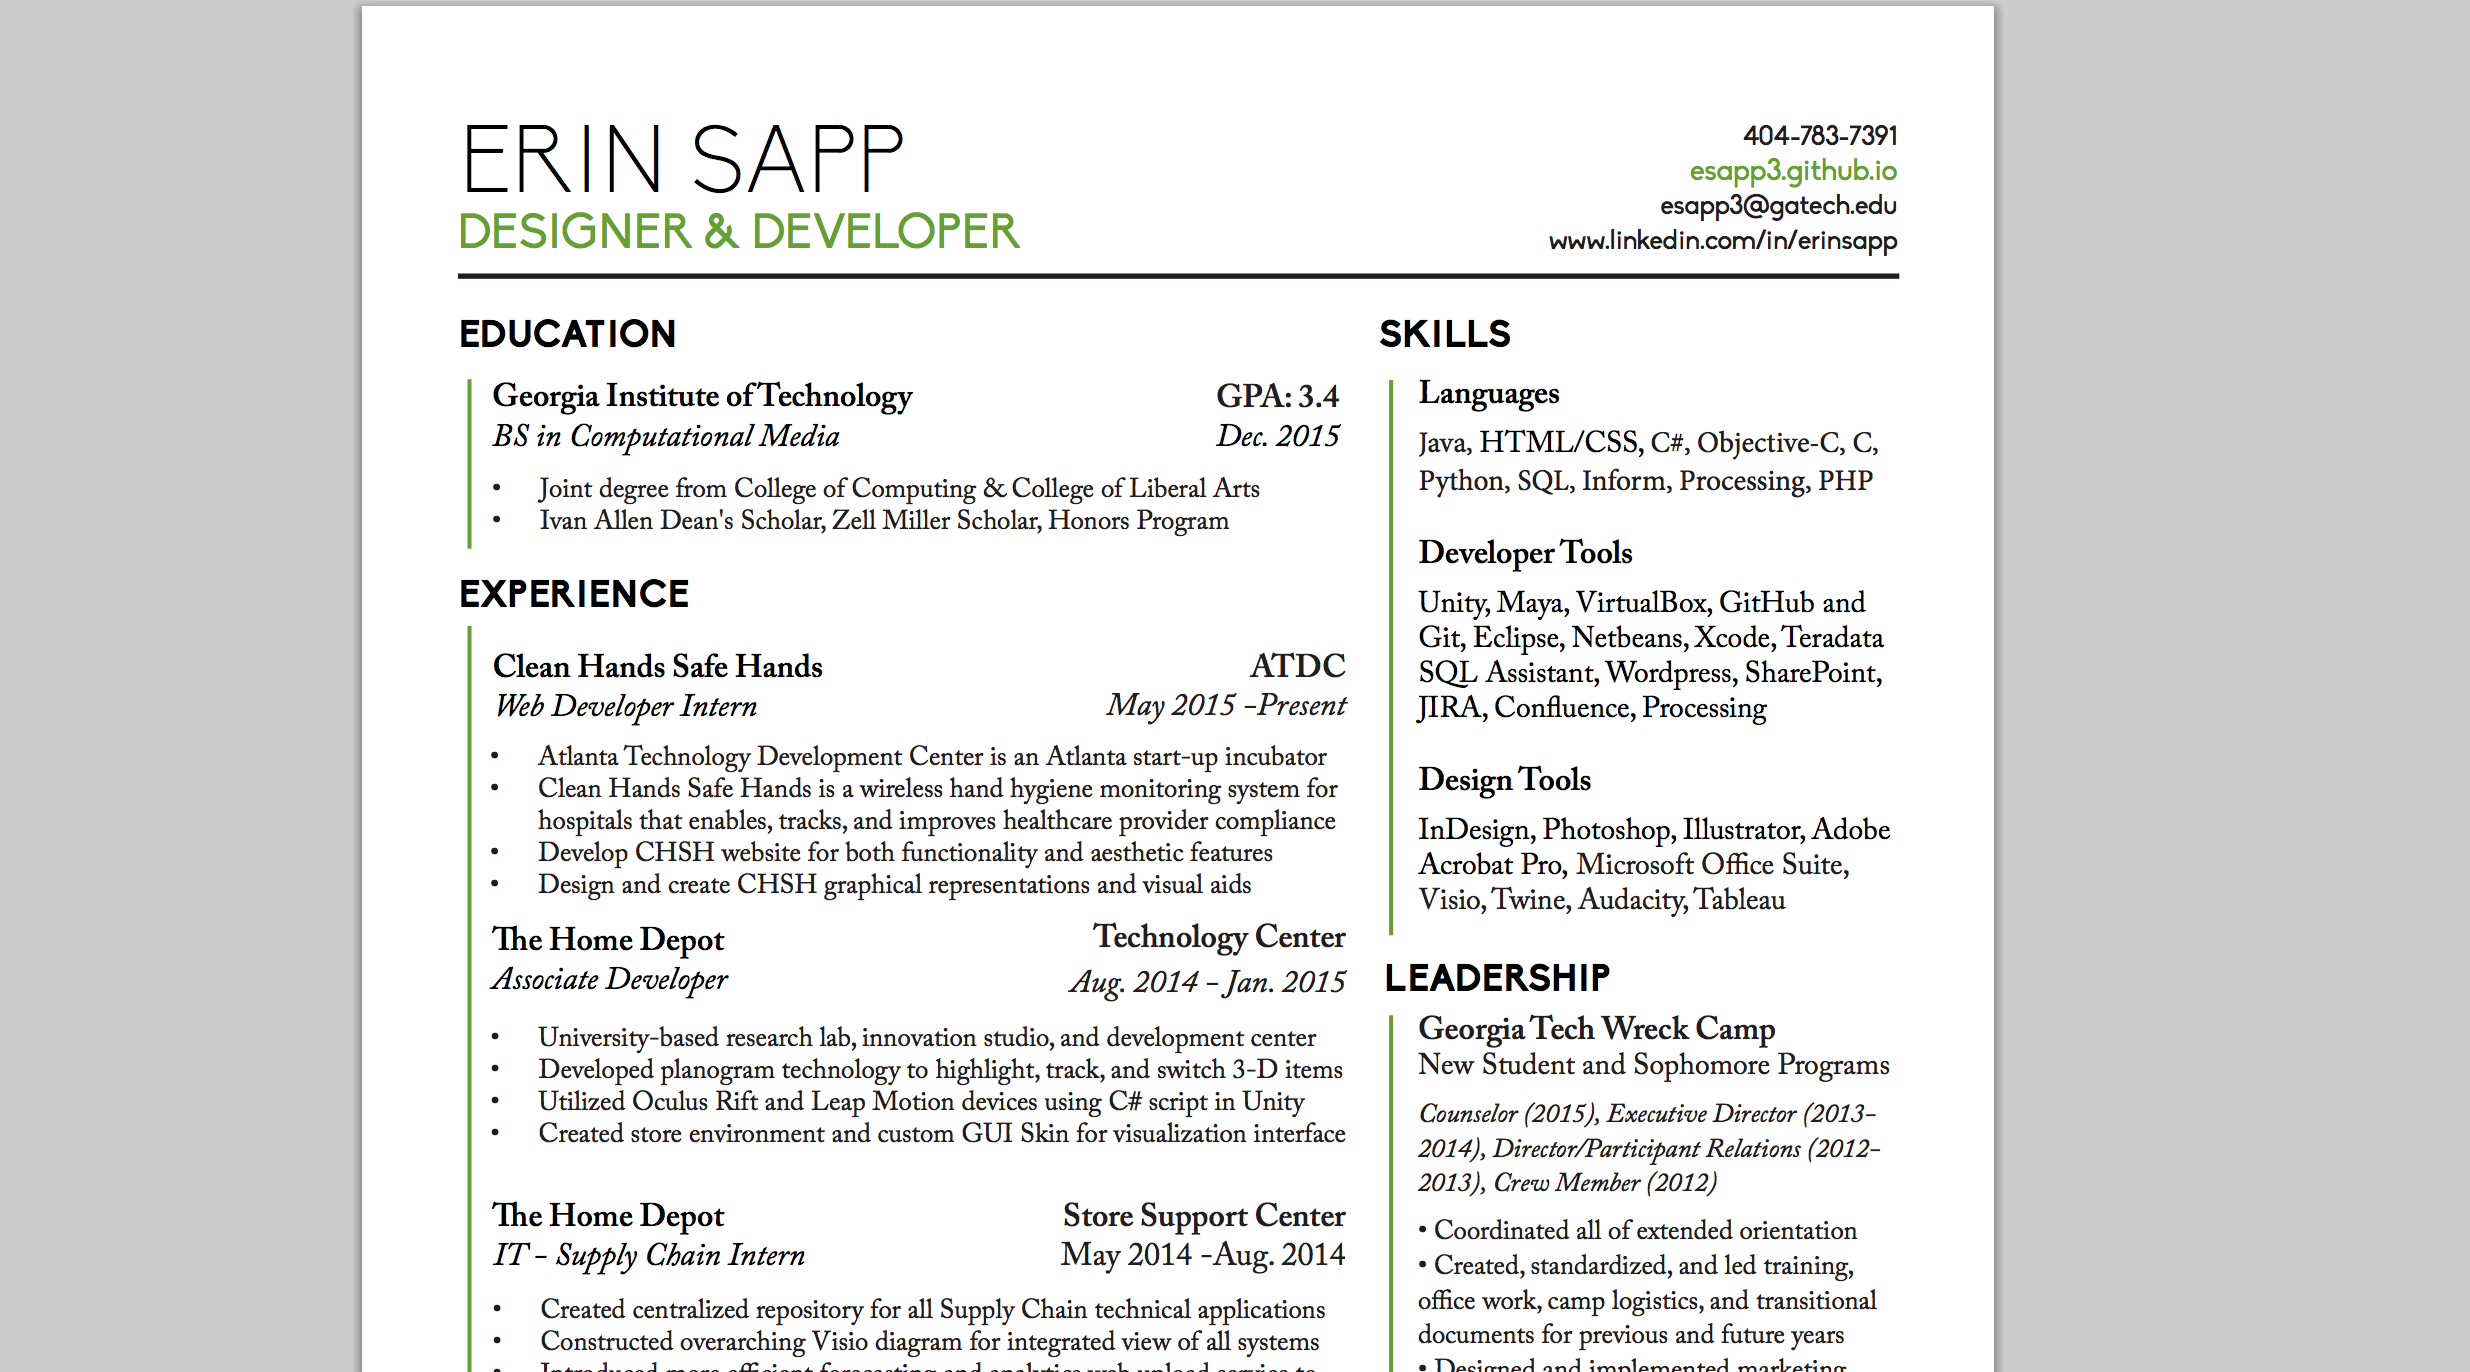 ERIN SAPP
DESIGNER & DEVELOPER
404-783-7391
esapp3.github.io
esapp3@gatech.edu
www.linkedin.com/in/erinsapp
EDUCATION
Georgia Institute of Technology GPA: 3.4
BS in Computational Media Dec. 2015
• Joint degree from College of Computing & College of Liberal Arts
• Ivan Allen Dean's Scholar, Zell Miller Scholar, Honors Program
EXPERIENCE
Clean Hands Safe Hands ATDC
Web Developer Intern May 2015 –Present
• Atlanta Technology Development Center is an Atlanta start-up incubator
• Clean Hands Safe Hands is a wireless hand hygiene monitoring system for
hospitals that enables, tracks, and improves healthcare provider compliance
• Develop CHSH website for both functionality and aesthetic features
• Design and create CHSH graphical representations and visual aids
The Home Depot Technology Center
Associate Developer Aug. 2014 – Jan. 2015
• University-based research lab, innovation studio, and development center
• Developed planogram technology to highlight, track, and switch 3-D items
• Utilized Oculus Rift and Leap Motion devices using C# script in Unity
• Created store environment and custom GUI Skin for visualization interface
The Home Depot Store Support Center
IT – Supply Chain Intern May 2014 –Aug. 2014
• Created centralized repository for all Supply Chain technical applications
• Constructed overarching Visio diagram for integrated view of all systems
• Introduced more efficient forecasting and analytics web upload service to
SKILLS
Languages
Java, HTML/CSS, C#, Objective-C, C,
Python, SQL, Inform, Processing, PHP
Developer Tools
Unity, Maya, VirtualBox, GitHub and
Git, Eclipse, Netbeans, Xcode, Teradata
SQL Assistant, Wordpress, SharePoint,
JIRA, Confluence, Processing
Design Tools
InDesign, Photoshop, Illustrator, Adobe
Acrobat Pro, Microsoft Office Suite,
Visio, Twine, Audacity, Tableau
LEADERSHIP
Georgia Tech Wreck Camp
New Student and Sophomore Programs
Counselor (2015), Executive Director (2013–
2014), Director/Participant Relations (2012–
2013), Crew Member (2012)
• Coordinated all of extended orientation
• Created, standardized, and led training,
office work, camp logistics, and transitional
documents for previous and future years
• Designed and implemented marketing